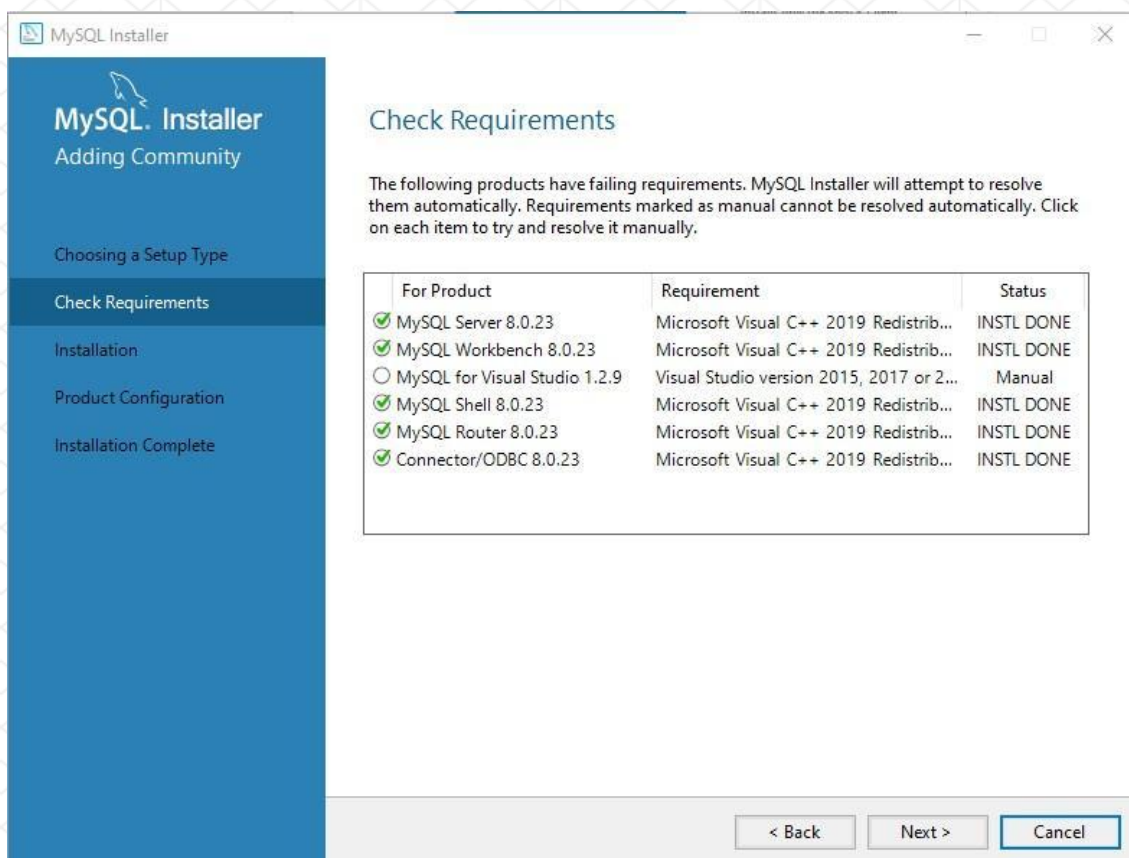 MySQL Installer
MySQL. Installer
Adding Community
Choosing a Setup Type
Check Requirements
Installation
Product Configuration
Installation Complete
Check Requirements
The following products have failing requirements. MySQL Installer will attempt to resolve
them automatically. Requirements marked as manual cannot be resolved automatically. Click
on each item to try and resolve it manually.
For Product Requirement Status
MySQL Server 8.0.23 Microsoft Visual C++ 2019 Redistrib... INSTL DONE
MySQL Workbench 8.0.23 Microsoft Visual C++ 2019 Redistrib... INSTL DONE
MySQL for Visual Studio 1.2.9 Visual Studio version 2015, 2017 or 2... Manual
MySQL Shell 8.0.23 Microsoft Visual C++ 2019 Redistrib... INSTL DONE
MySQL Router 8.0.23 Microsoft Visual C++ 2019 Redistrib... INSTL DONE
Connector/ODBC 8.0.23 Microsoft Visual C++ 2019 Redistrib... INSTL DONE
< Back Next > Cancel